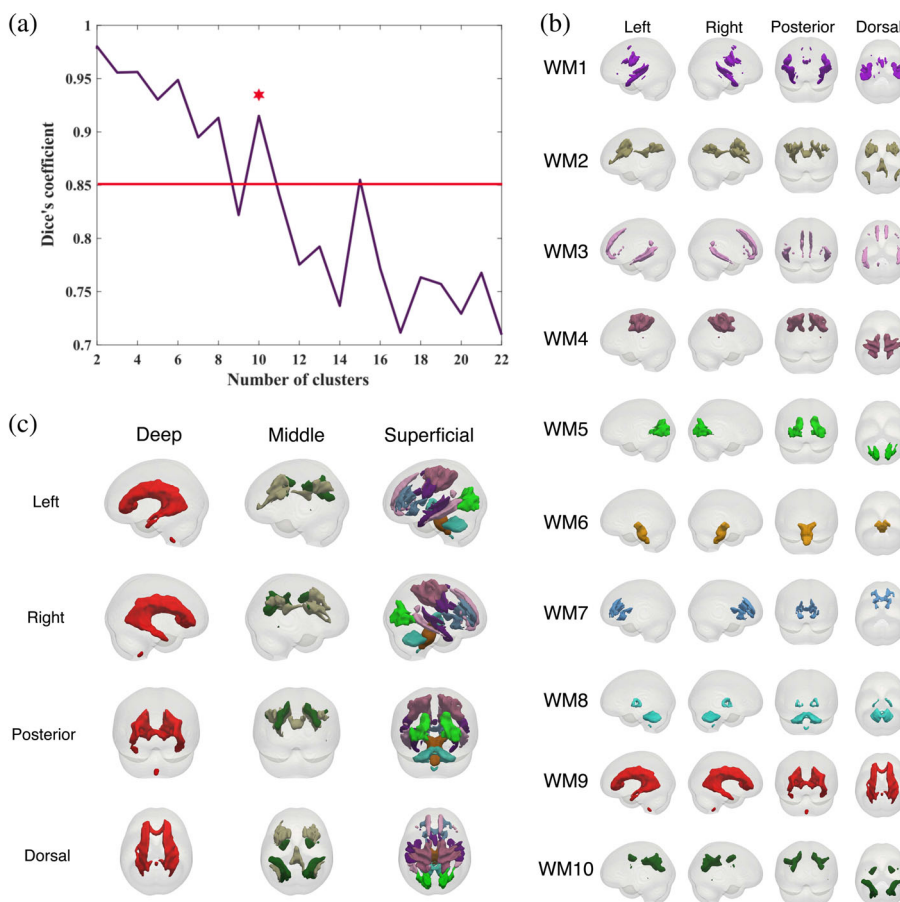 (a)
1
0.95
0.9
0.85
0.8
0.75
0.7
Dice's coefficient
2 4 6 8 10 12 14 16 18 20 22
Number of clusters
(b)
Left Right Posterior Dorsal
WM1
WM2
WM3
WM4
WM5
WM6
WM7
WM8
WM9
WM10
(c)
Deep Middle Superficial
Left
Right
Posterior
Dorsal